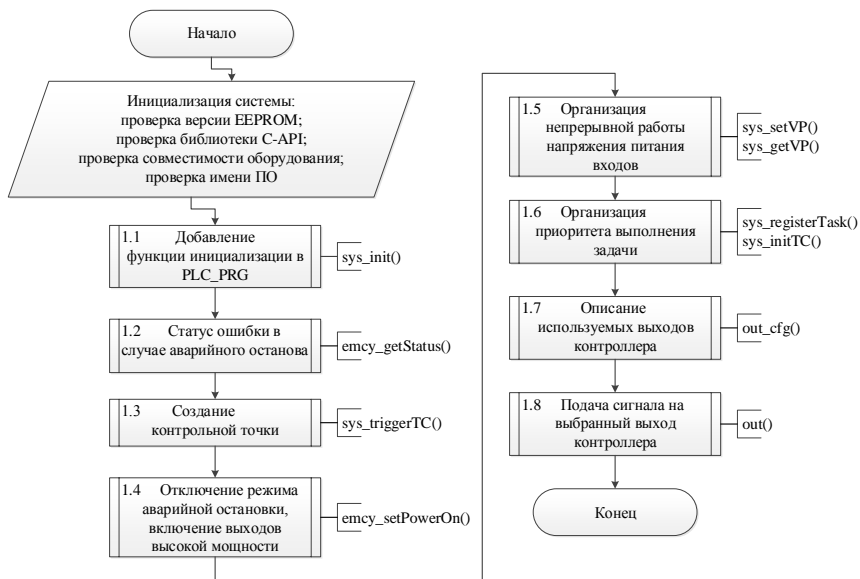 Начало
Инициализация системы:
проверка версии EEPROM;
проверка библиотеки C-API;
проверка совместимости оборудования;
проверка имени ПО
1.1 Добавление
функции инициализации в
PLC_PRG
sys_init()
1.2 Статус ошибки в
случае аварийного останова
emcy_getStatus()
1.3 Создание
контрольной точки
sys_triggerTC()
1.4 Отключение режима
аварийной остановки,
включение выходов
высокой мощности
emcy_setPowerOn()
1.5 Организация
непрерывной работы
напряжения питания
входов
sys_setVP()
sys_getVP()
1.6 Организация
приоритета выполнения
задачи
sys_registerTask()
sys_initTC()
1.7 Описание
используемых выходов
контроллера
out_cfg()
1.8 Подача сигнала на
выбранный выход
контроллера
out()
Конец